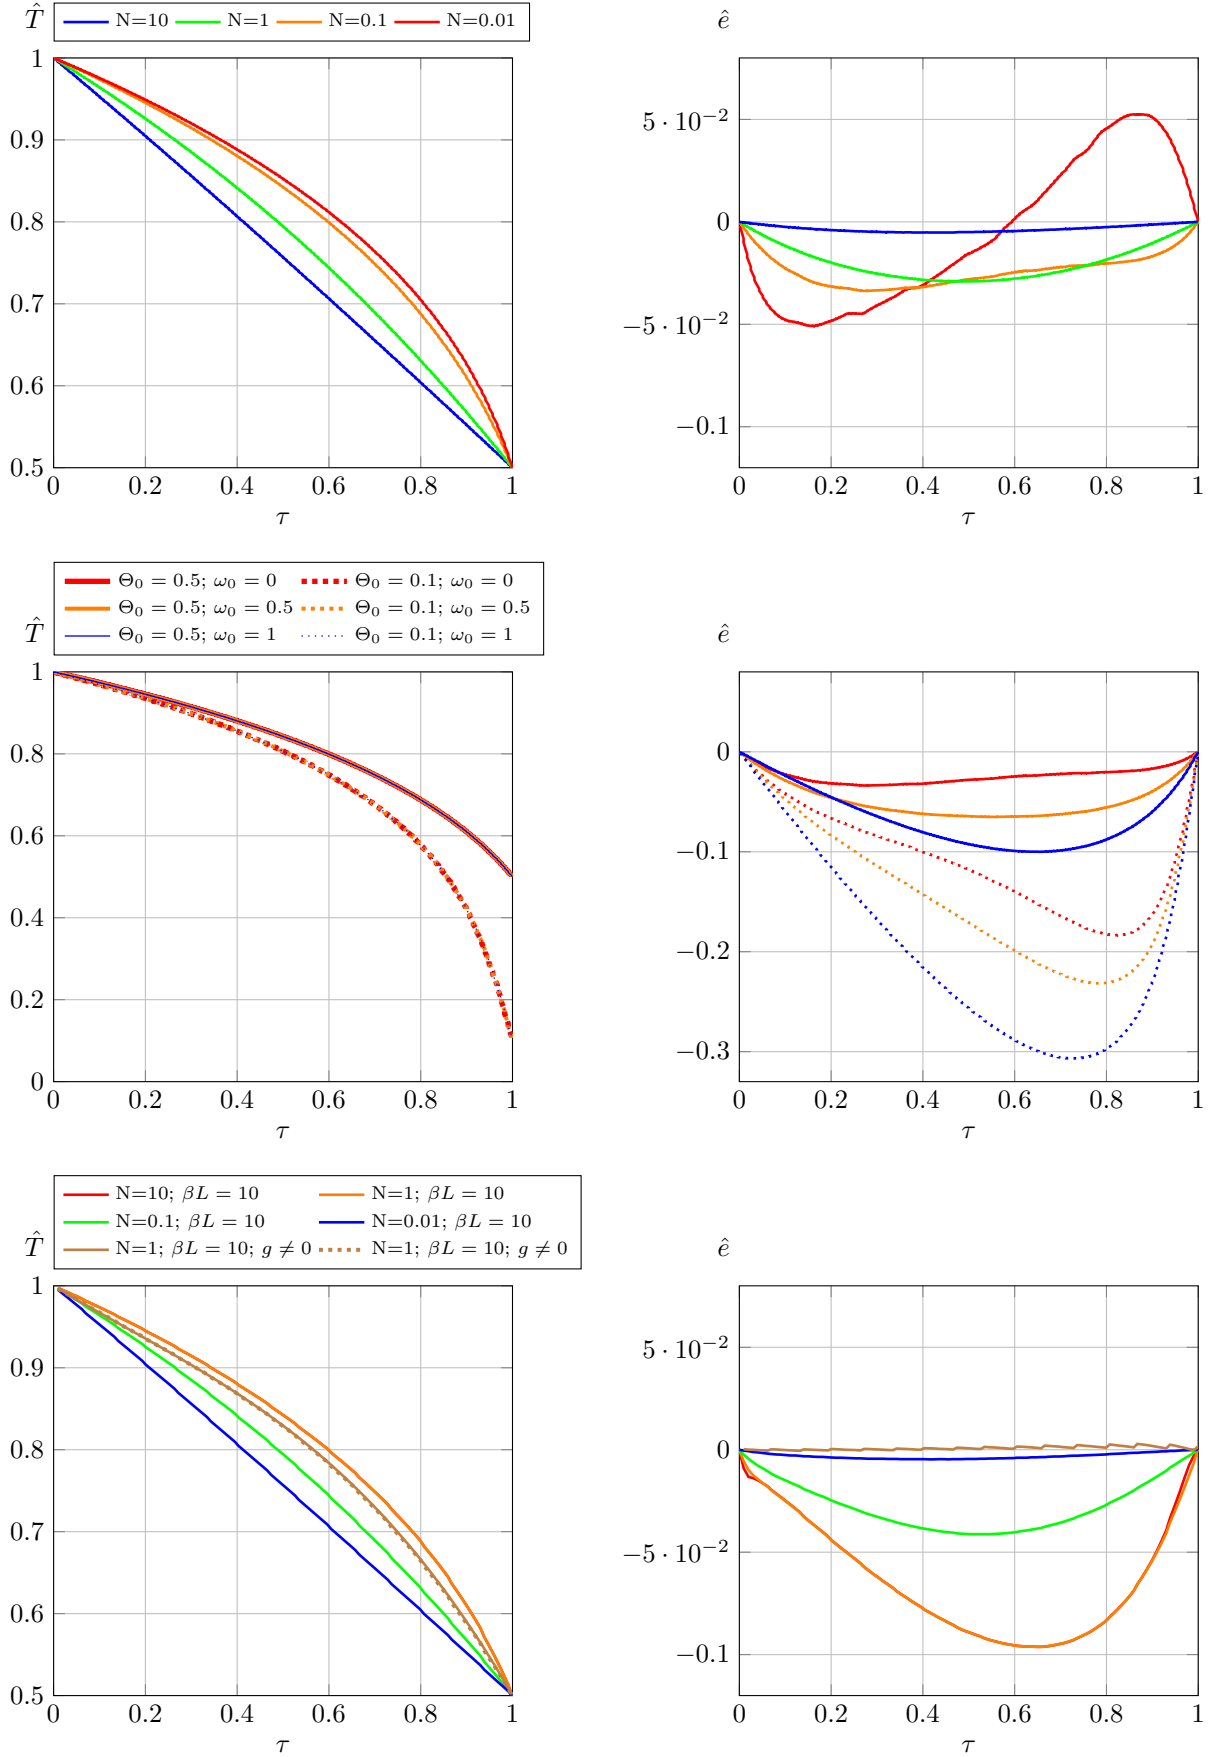 T̂
N=10 N=1 N=0.1 N=0.01
1
0.9
0.8
0.7
0.6
0.5
0 0.2 0.4 0.6 0.8 1
τ
ê
5 · 10⁻²
0
−5 · 10⁻²
−0.1
0 0.2 0.4 0.6 0.8 1
τ
Θ₀ = 0.5; ω₀ = 0 Θ₀ = 0.1; ω₀ = 0
Θ₀ = 0.5; ω₀ = 0.5 Θ₀ = 0.1; ω₀ = 0.5
Θ₀ = 0.5; ω₀ = 1 Θ₀ = 0.1; ω₀ = 1
T̂
1
0.8
0.6
0.4
0.2
0
0 0.2 0.4 0.6 0.8 1
τ
ê
0
−0.1
−0.2
−0.3
0 0.2 0.4 0.6 0.8 1
τ
N=10; βL = 10 N=1; βL = 10
N=0.1; βL = 10 N=0.01; βL = 10
N=1; βL = 10; g ≠ 0 N=1; βL = 10; g ≠ 0
T̂
1
0.9
0.8
0.7
0.6
0.5
0 0.2 0.4 0.6 0.8 1
τ
ê
5 · 10⁻²
0
−5 · 10⁻²
−0.1
0 0.2 0.4 0.6 0.8 1
τ